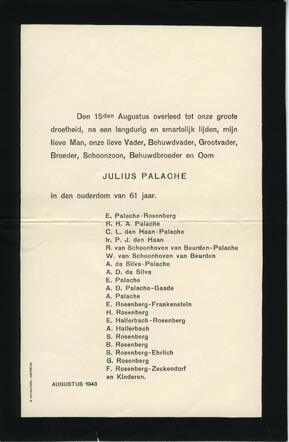 Den 15den Augustus overleed tot onze groote
droefheid, na een langdurig en smartelijk lijden, mijn
lieve Man, onze lieve Vader, Behuwdvader, Grootvader,
Broeder, Schoonzoon, Behuwdbroeder en Oom
JULIUS PALACHE
in den ouderdom van 61 jaar.
E. Palache-Rosenberg
R. H. A. Palache
C. L. den Haan-Palache
Ir. P. J. den Haan
R. van Schoonhoven van Beurden-Palache
W. van Schoonhoven van Beurden
A. da Silva-Palache
A. D. da Silva
E. Palache
A. D. Palache-Gasde
A. Palache
E. Rosenberg-Frankenstein
H. Rosenberg
E. Hallerbach-Rosenberg
A. Hallerbach
S. Rosenberg
B. Rosenberg
S. Rosenberg-Ehrlich
G. Rosenberg
F. Rosenberg-Zeckendorf
en Kinderen.
AUGUSTUS 1943